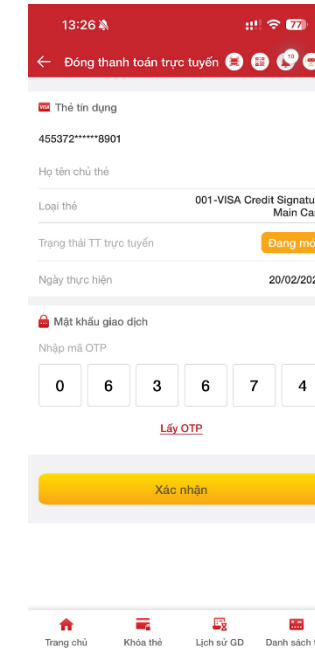 13:26
77
Đóng thanh toán trực tuyến
10
VISA Thẻ tín dụng
455372*****8901
Họ tên chủ thẻ
Loại thẻ 001-VISA Credit Signatu
Main Ca
Trạng thái TT trực tuyến Đang mở
Ngày thực hiện 20/02/202
Mật khẩu giao dịch
Nhập mã OTP
0 6 3 6 7 4
Lấy OTP
Xác nhận
Trang chủ Khóa thẻ Lịch sử GD Danh sách t